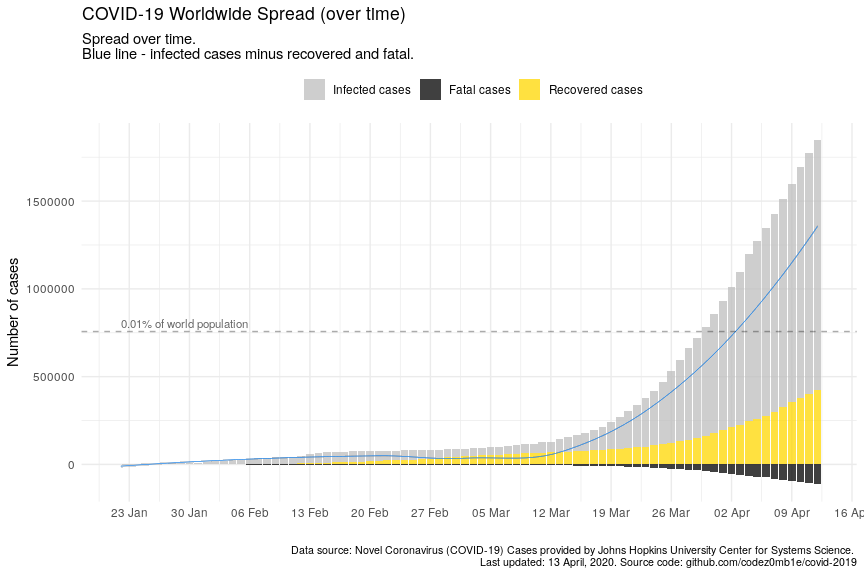 COVID-19 Worldwide Spread (over time)
Spread over time.
Blue line - infected cases minus recovered and fatal.
Infected cases
Fatal cases
Recovered cases
Number of cases
1500000
1000000
0.01% of world population
500000
0
23 Jan
30 Jan
06 Feb
13 Feb
20 Feb
27 Feb
05 Mar
12 Mar
19 Mar
26 Mar
02 Apr
09 Apr
16 Ap
Data source: Novel Coronavirus (COVID-19) Cases provided by Johns Hopkins University Center for Systems Science.
Last updated: 13 April, 2020. Source code: github.com/codez0mb1e/covid-2019